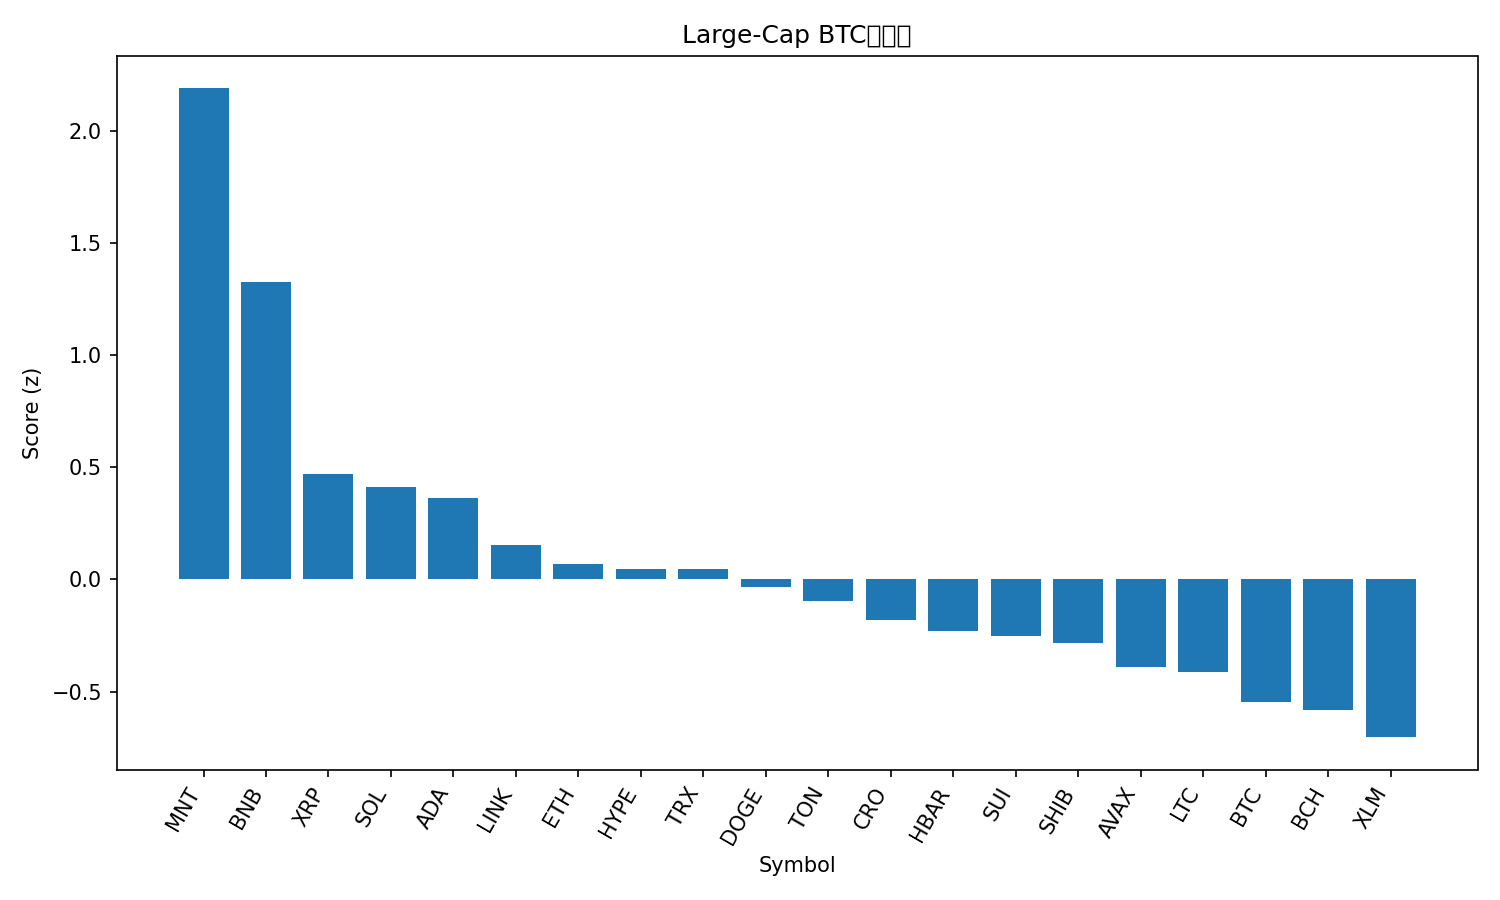 Large-Cap BTC
2.0
1.5
1.0
0.5
0.0
−0.5
Score (z)
MNT
BNB
XRP
SOL
ADA
LINK
ETH
HYPE
TRX
DOGE
TON
CRO
HBAR
SUI
SHIB
AVAX
LTC
BTC
BCH
XLM
Symbol